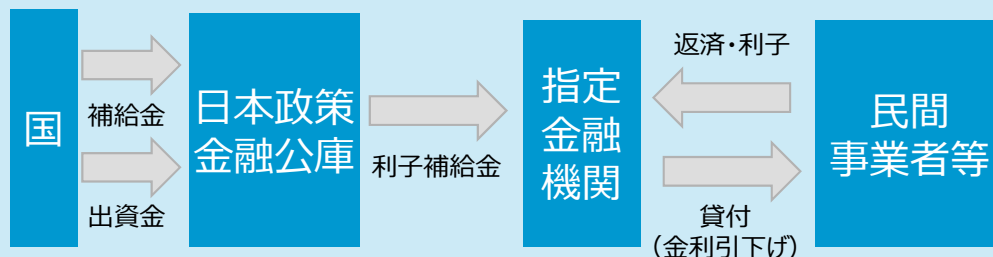 国
補給金
出資金
日本政策
金融公庫
利子補給金
指定
金融
機関
返済・利子
貸付
（金利引下げ）
民間
事業者等